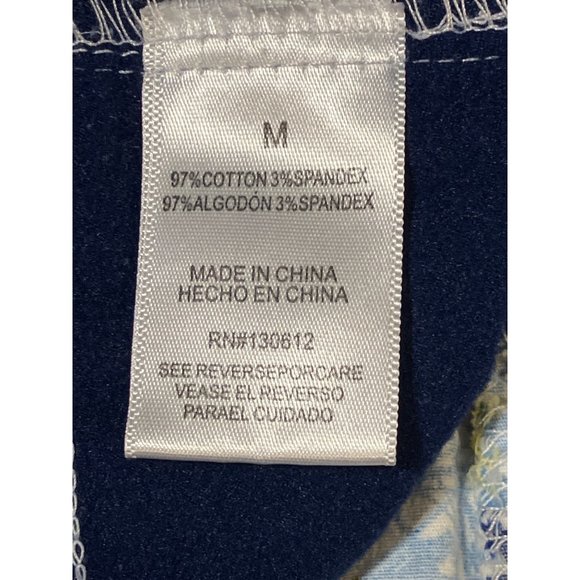 M
97%COTTON 3%SPANDEX
97%ALGODÓN 3%SPANDEX
MADE IN CHINA
HECHO EN CHINA
RN#130612
SEE REVERSEPORCARE
VEASE EL REVERSO
PARAEL CUIDADO